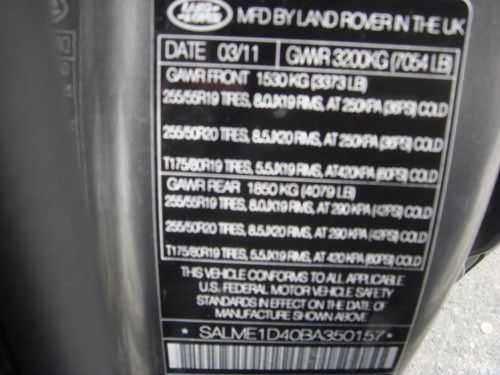 LAND ROVER
MFD BY LAND ROVER IN THE UK
DATE 03/11 GVWR 3200KG (7054 LB)
GAWR FRONT 1530 KG (3373 LB)
255/55R19 TIRES, 8.0JX19 RIMS, AT 250KPA (36PSI) COLD
255/50R20 TIRES, 8.5JX20 RIMS, AT 250KPA (36PSI) COLD
T175/80R19 TIRES, 5.5JX19 RIMS, AT 420KPA (60PSI) COLD
GAWR REAR 1850 KG (4079 LB)
255/55R19 TIRES, 8.0JX19 RIMS, AT 290 KPA (42PSI) COLD
255/50R20 TIRES, 8.5JX20 RIMS, AT 290 KPA (42PSI) COLD
T175/80R19 TIRES, 5.5JX19 RIMS, AT 420 KPA (60PSI) COLD
THIS VEHICLE CONFORMS TO ALL APPLICABLE
U.S. FEDERAL MOTOR VEHICLE SAFETY
STANDARDS IN EFFECT ON THE DATE OF
MANUFACTURE SHOWN ABOVE
*SALME1D40BA350157*